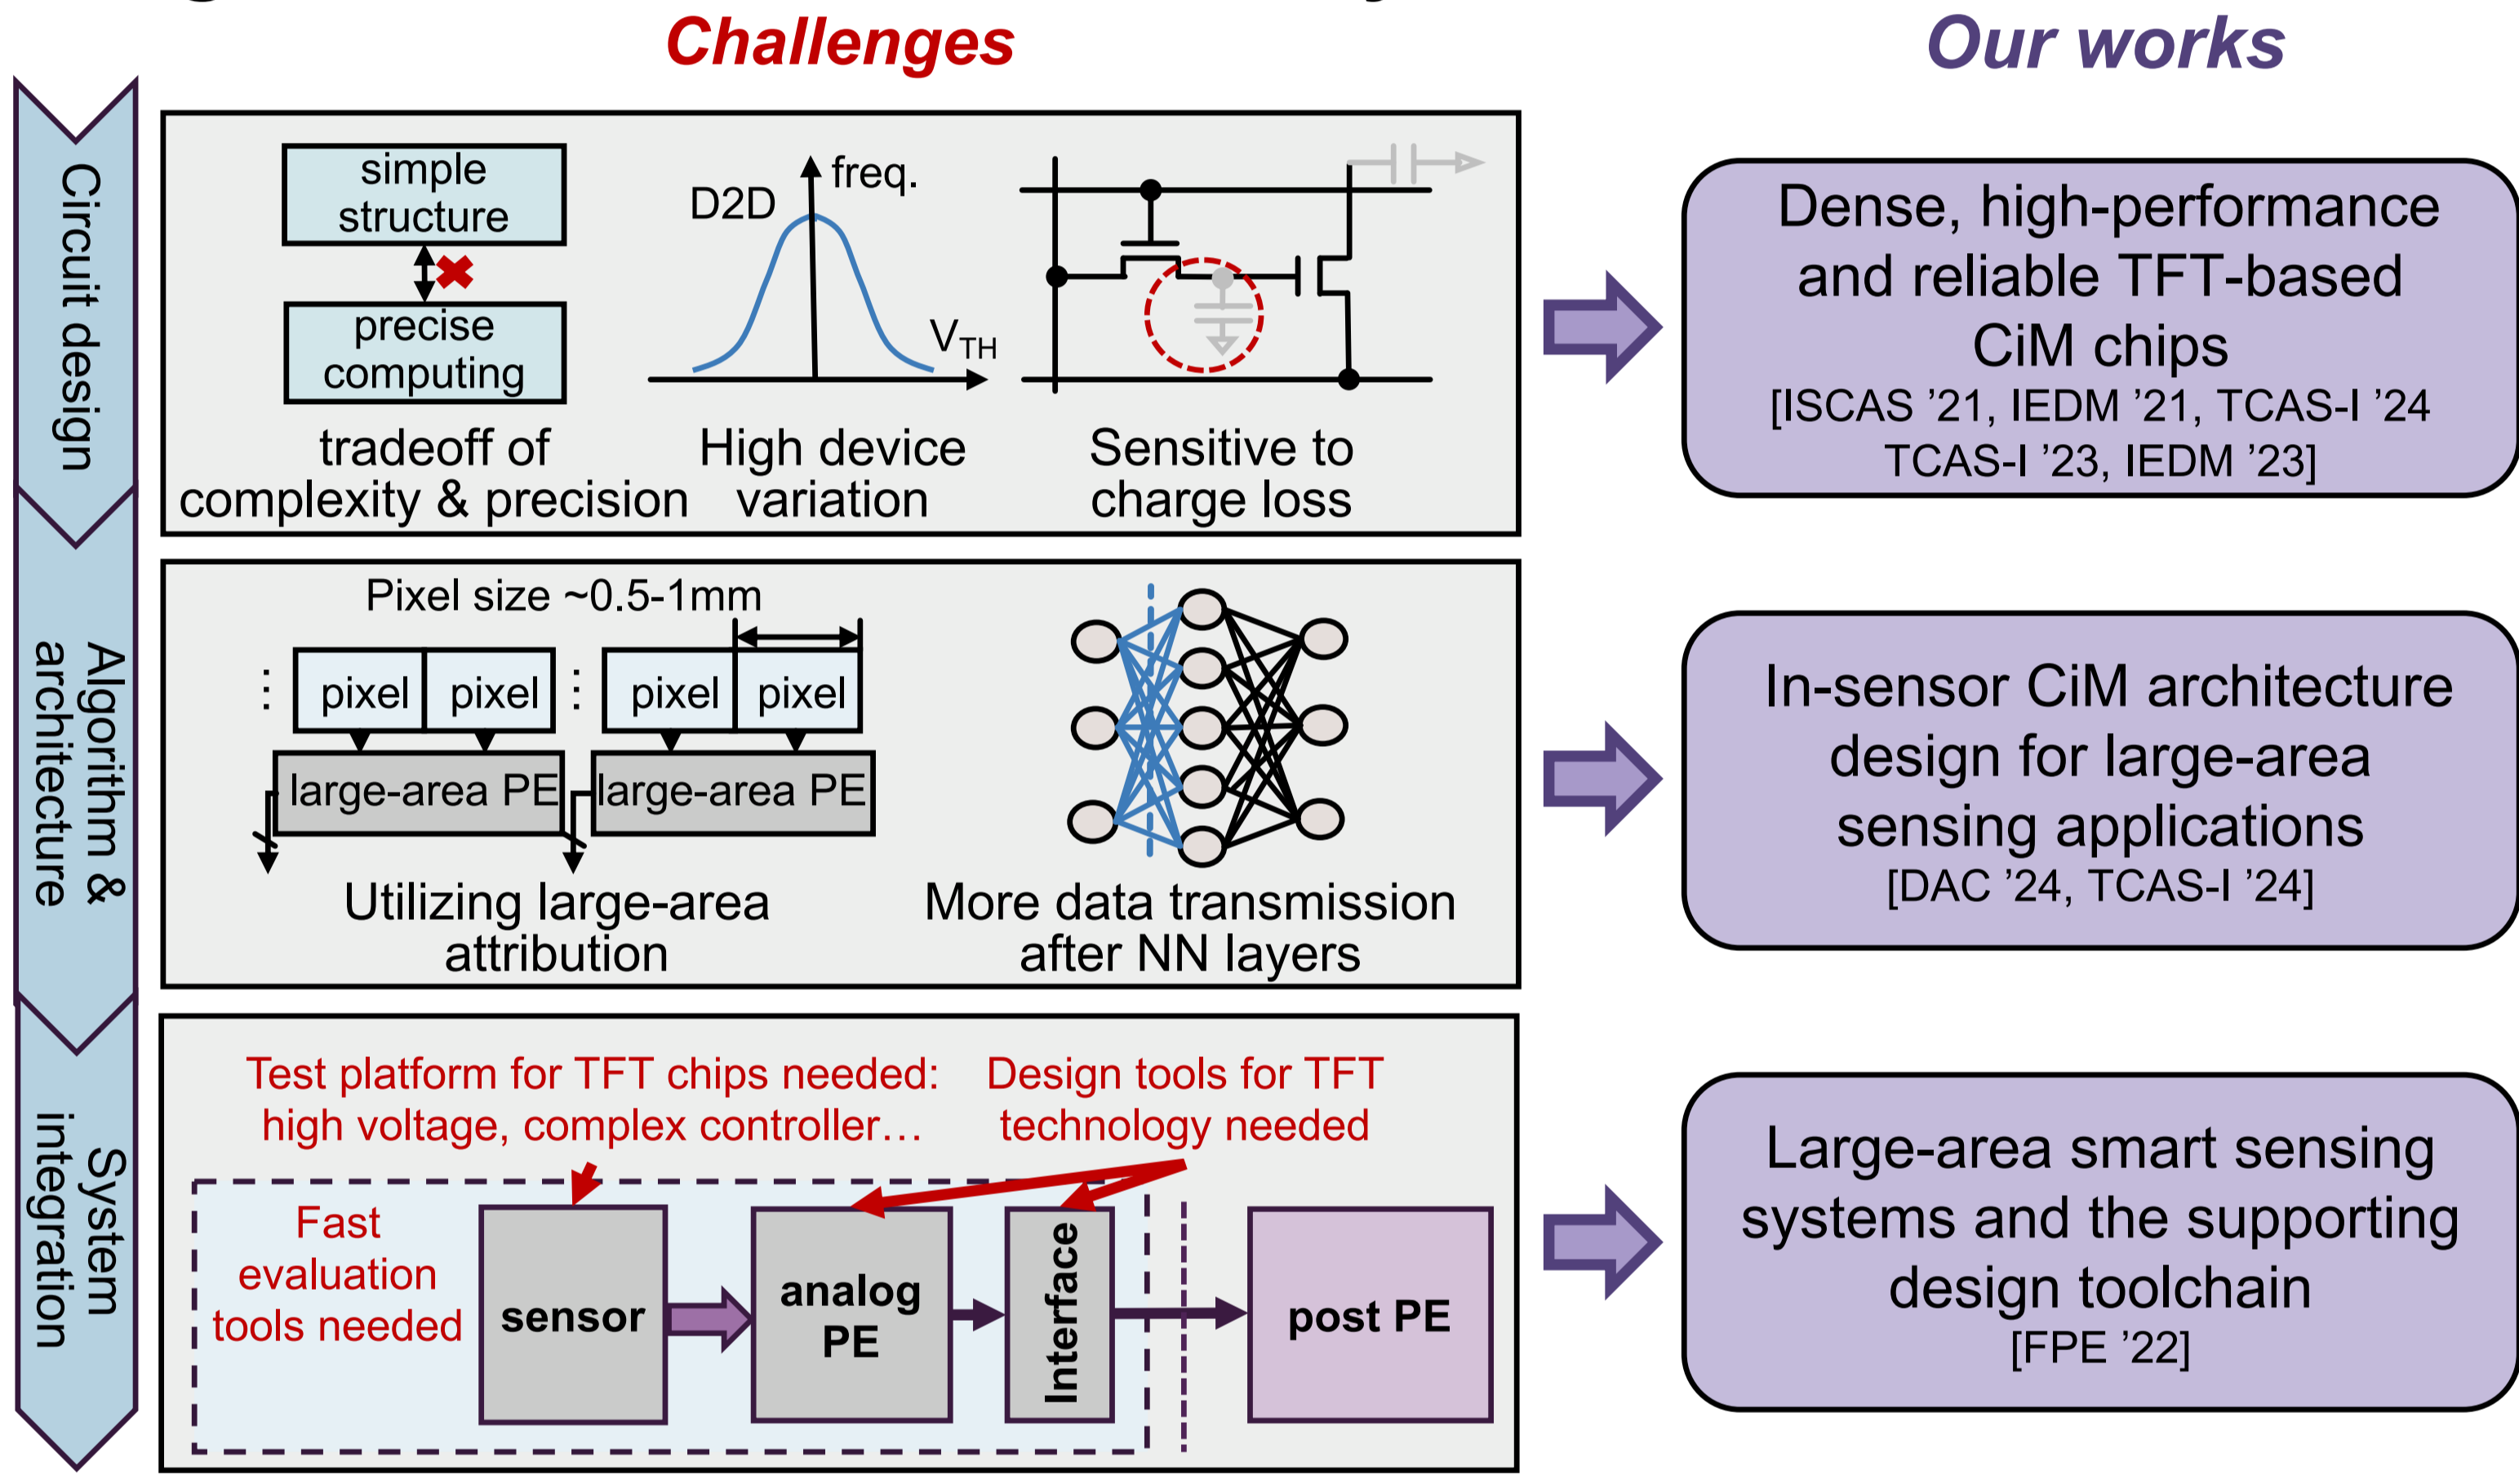 Challenges
Our works
Circuit design
simple
structure
precise
computing
tradeoff of
complexity & precision
D2D
freq.
V_TH
High device
variation
Sensitive to
charge loss
Dense, high-performance
and reliable TFT-based
CiM chips
[ISCAS ’21, IEDM ’21, TCAS-I ’24
TCAS-I ’23, IEDM ’23]
Algorithm &
architecture
Pixel size ~0.5-1mm
: pixel pixel : pixel pixel
large-area PE large-area PE
Utilizing large-area
attribution
More data transmission
after NN layers
In-sensor CiM architecture
design for large-area
sensing applications
[DAC ’24, TCAS-I ’24]
System
integration
Test platform for TFT chips needed:
high voltage, complex controller…
Design tools for TFT
technology needed
Fast
evaluation
tools needed
sensor
analog
PE
Interface
post PE
Large-area smart sensing
systems and the supporting
design toolchain
[FPE ’22]